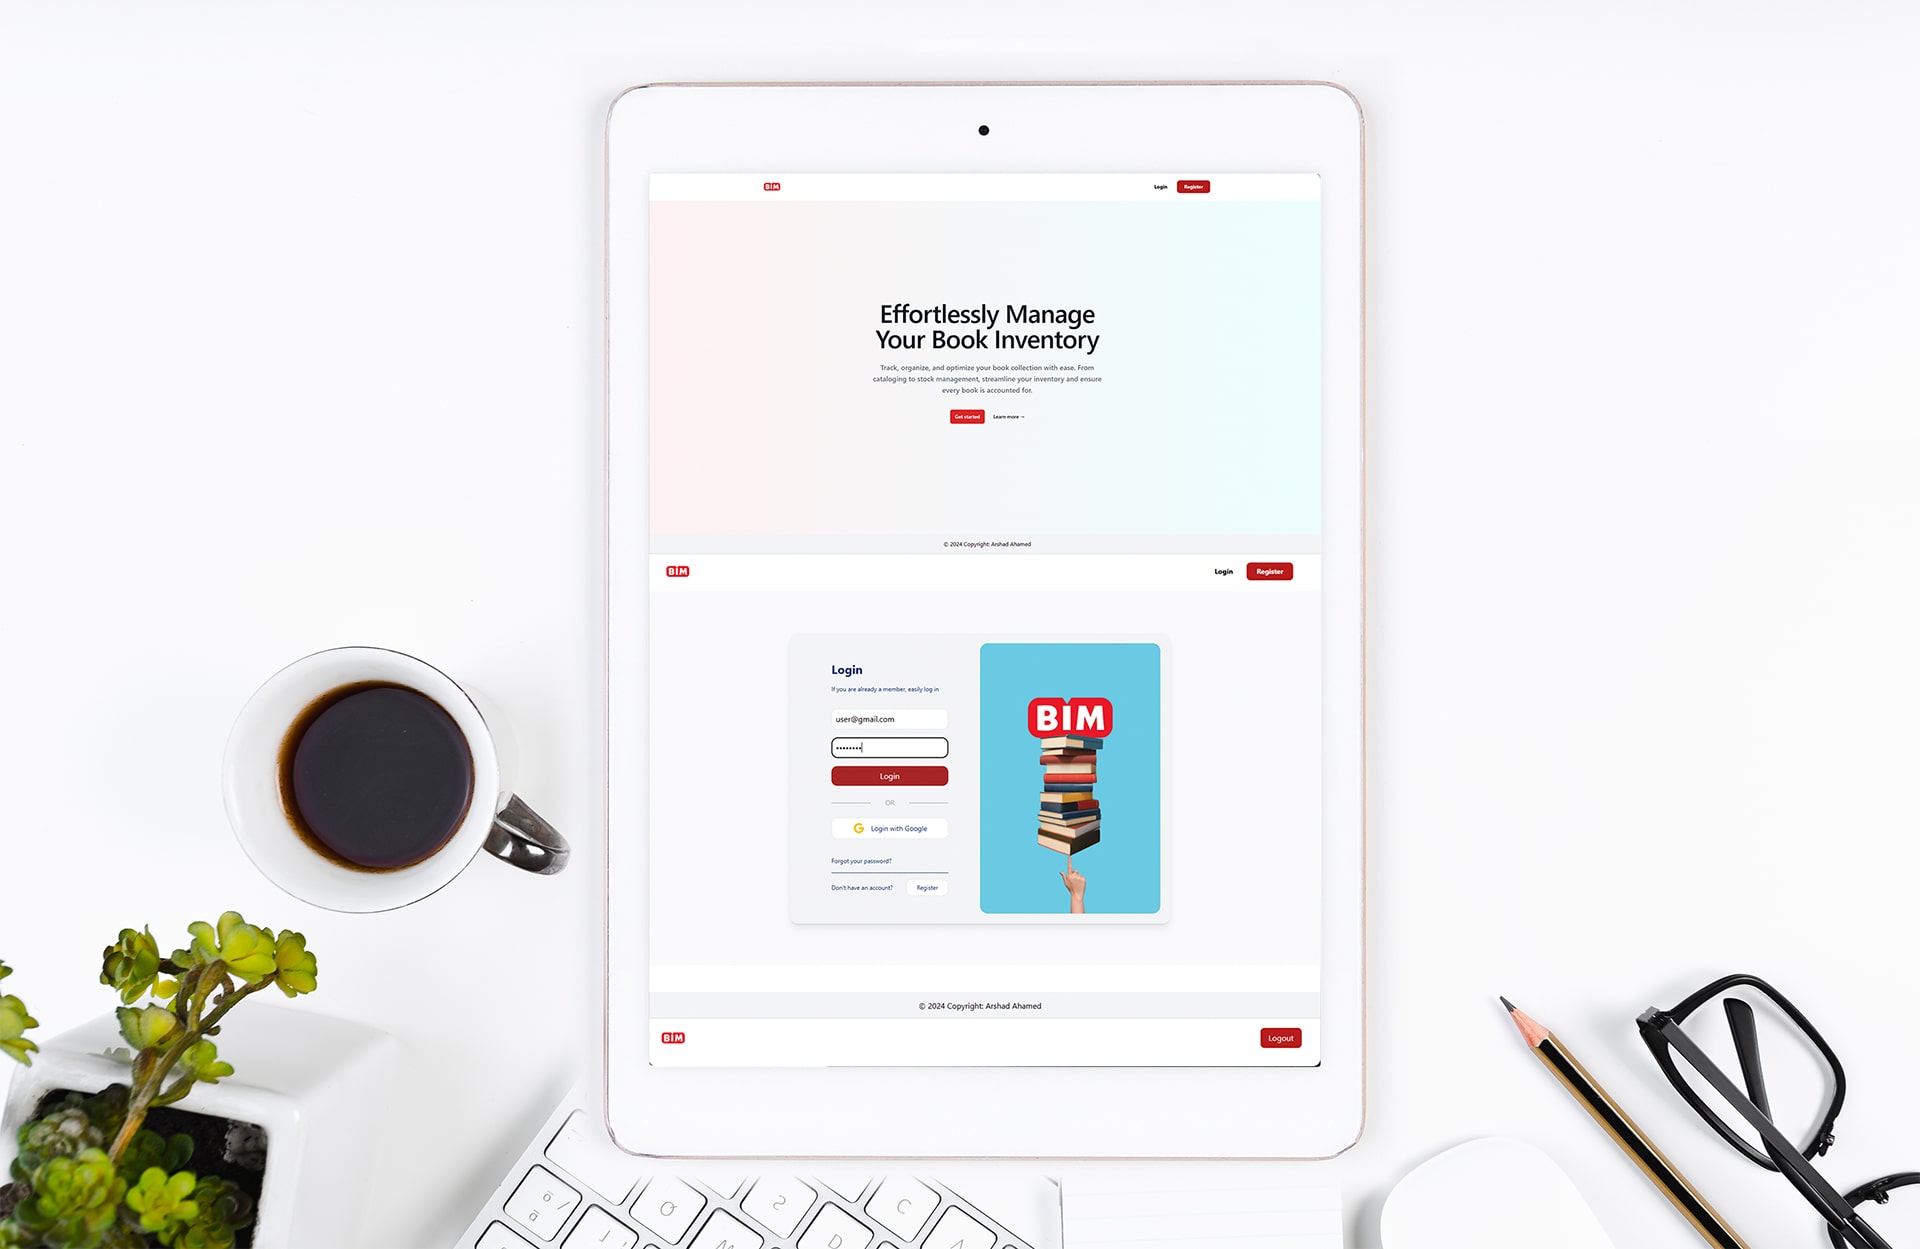 BIM
Login
Register
Effortlessly Manage
Your Book Inventory
Track, organize, and optimize your book collection with ease. From
cataloging to stock management, streamline your inventory and ensure
every book is accounted for.
Get started
Learn more →
© 2024 Copyright: Arshad Ahamed
BIM
Login
Register
Login
If you are already a member, easily log in
user@gmail.com
••••••••
Login
OR
G Login with Google
Forgot your password?
Don't have an account?
Register
BIM
© 2024 Copyright: Arshad Ahamed
BIM
Logout